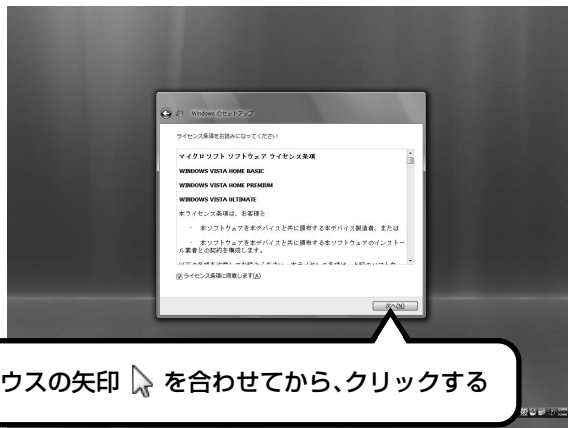 Windows のセットアップ
ライセンス条項をお読みになってください
マイクロソフト ソフトウェア ライセンス条項
WINDOWS VISTA HOME BASIC
WINDOWS VISTA HOME PREMIUM
WINDOWS VISTA ULTIMATE
本ライセンス条項は、お客様と
· 本ソフトウェアを本デバイスと共に頒布する本デバイス製造者、または
· 本ソフトウェアを本デバイスと共に頒布する本ソフトウェアのインストー
ル業者との契約を構成します。
ライセンス条項に同意します(A)
次へ(N)
ウスの矢印 を合わせてから、クリックする